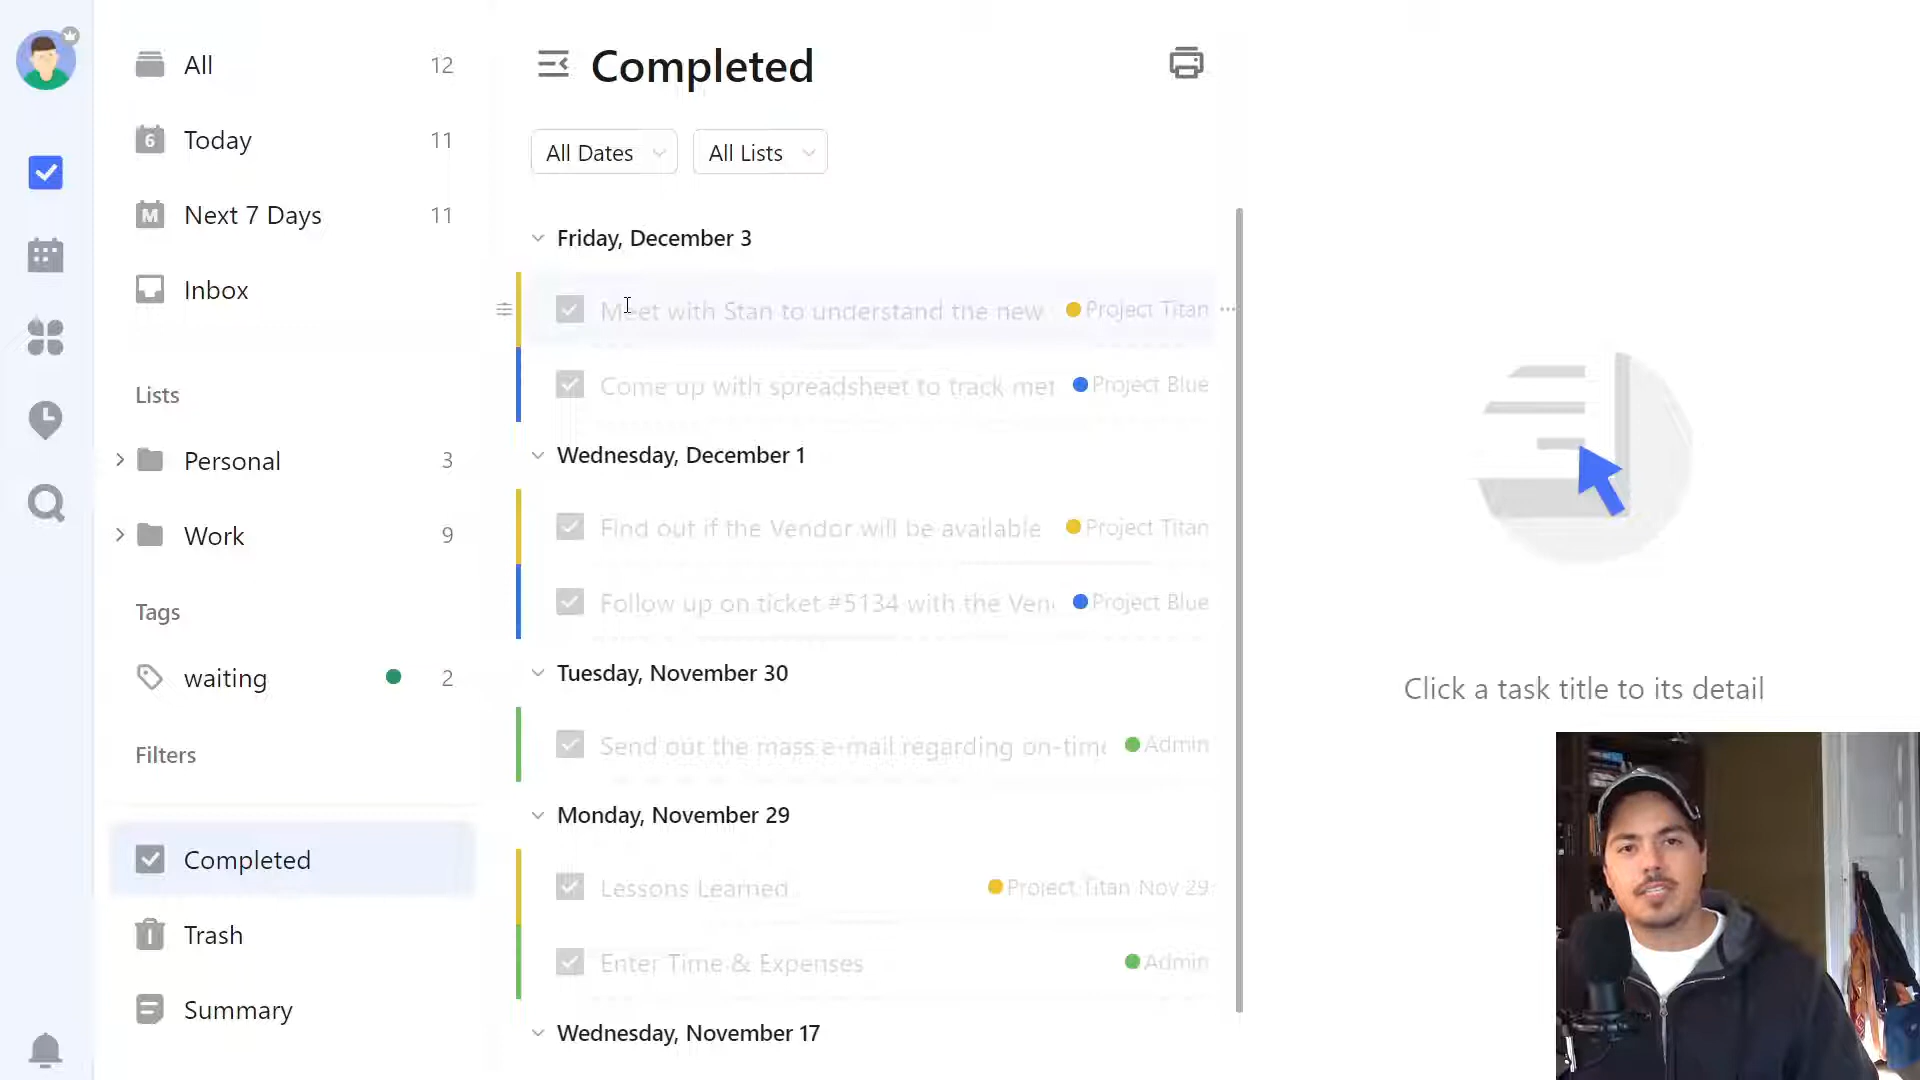 All 12
6 Today 11
M Next 7 Days 11
Inbox
Lists
Personal 3
Work 9
Tags
waiting 2
Filters
Completed
Trash
Summary
Completed
All Dates All Lists
Friday, December 3
Meet with Stan to understand the new Project Titan
Come up with spreadsheet to track met Project Blue
Wednesday, December 1
Find out if the Vendor will be available Project Titan
Follow up on ticket #5134 with the Ven Project Blue
Tuesday, November 30
Send out the mass e-mail regarding on-time Admin
Monday, November 29
Lessons Learned Project Titan Nov 29
Enter Time & Expenses Admin
Wednesday, November 17
Click a task title to its detail